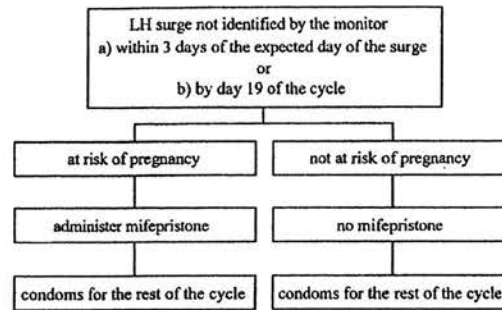 LH surge not identified by the monitor
a) within 3 days of the expected day of the surge
or
b) by day 19 of the cycle
at risk of pregnancy
not at risk of pregnancy
administer mifepristone
no mifepristone
condoms for the rest of the cycle
condoms for the rest of the cycle